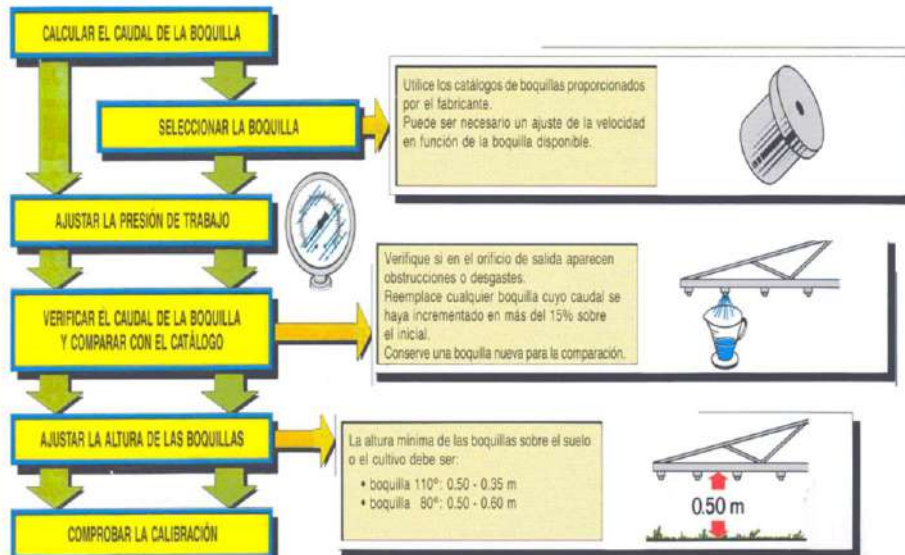 CALCULAR EL CAUDAL DE LA BOQUILLA
Utilice los catálogos de boquillas proporcionados
por el fabricante.
Puede ser necesario un ajuste de la velocidad
en función de la boquilla disponible.
SELECCIONAR LA BOQUILLA
AJUSTAR LA PRESIÓN DE TRABAJO
Verifique si en el orificio de salida aparecen
obstrucciones o desgastes.
Reemplace cualquier boquilla cuyo caudal se
haya incrementado en más del 15% sobre
el inicial.
Conserve una boquilla nueva para la comparación.
VERIFICAR EL CAUDAL DE LA BOQUILLA
Y COMPARAR CON EL CATÁLOGO
AJUSTAR LA ALTURA DE LAS BOQUILLAS
La altura mínima de las boquillas sobre el suelo
o el cultivo debe ser:
• boquilla 110º: 0.50 - 0.35 m
• boquilla 80º: 0.50 - 0.60 m
0.50 m
COMPROBAR LA CALIBRACIÓN